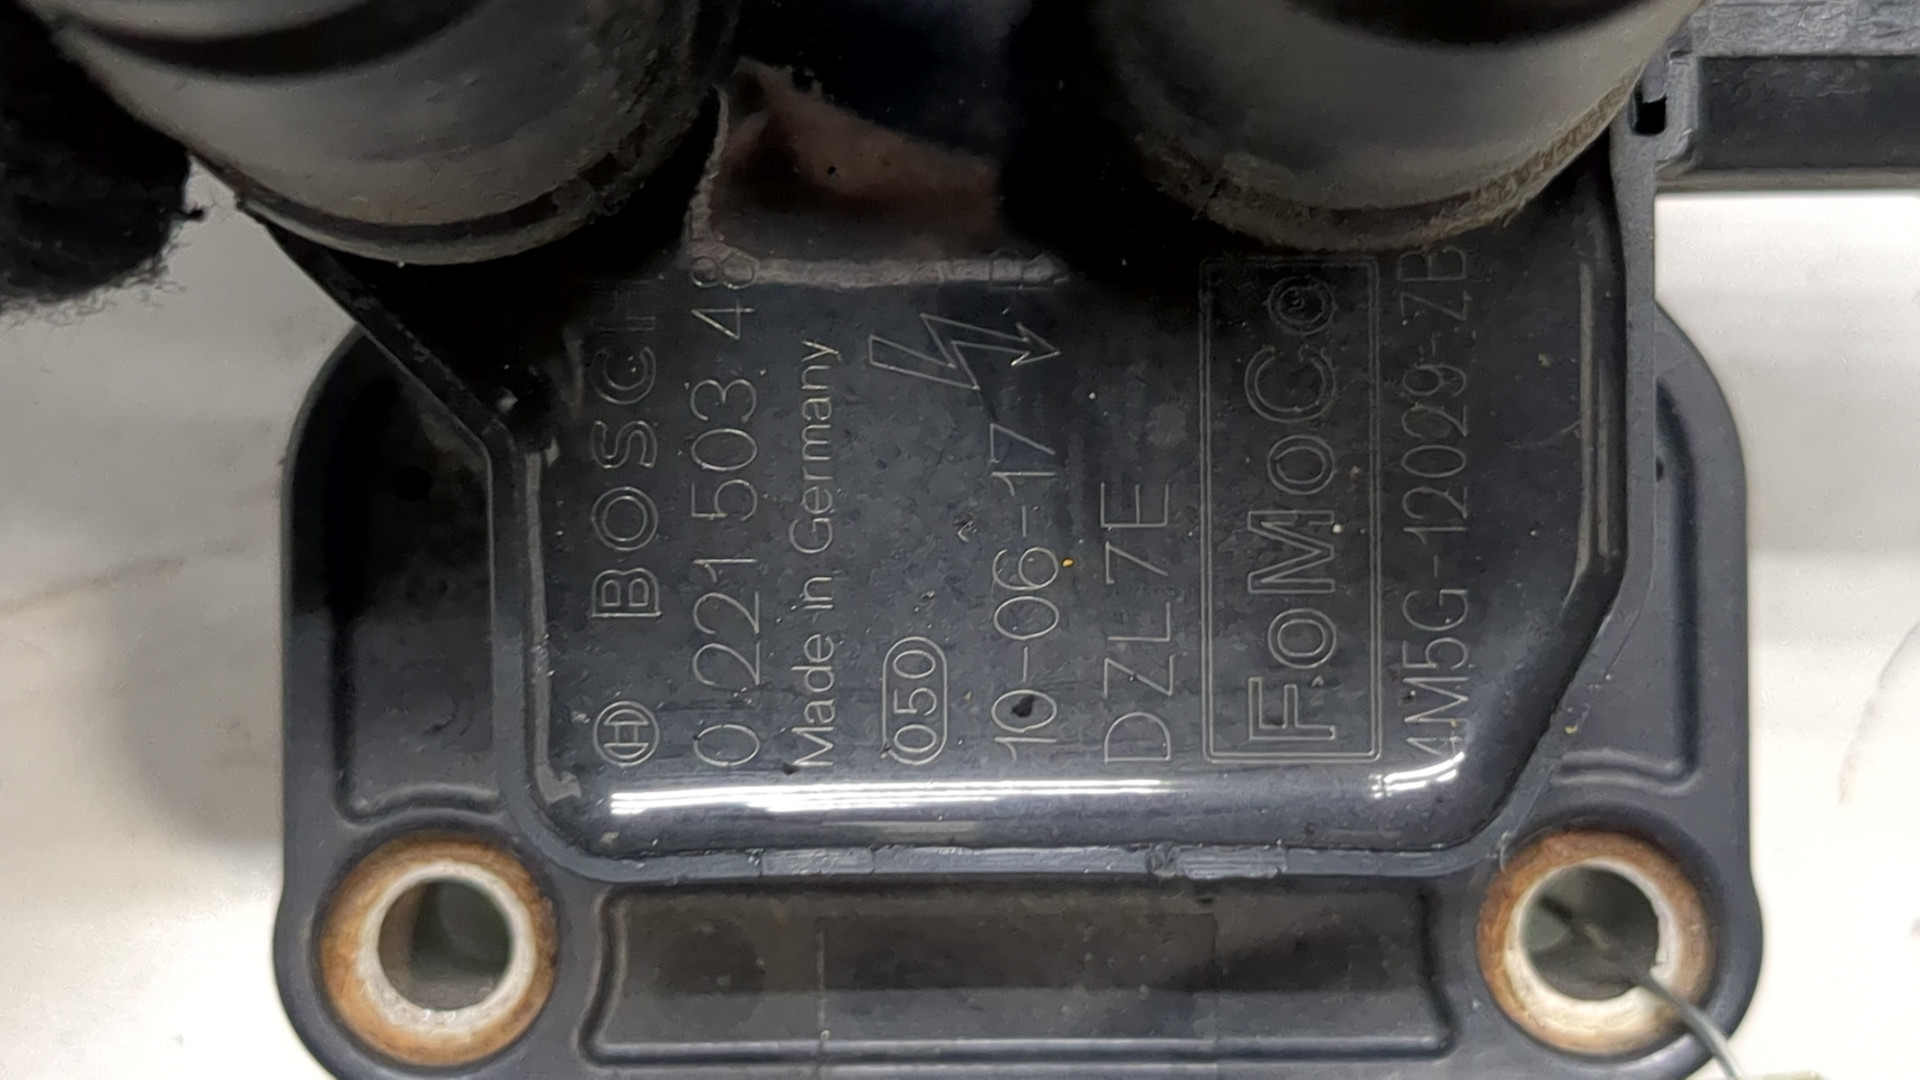 BOSCH
0 221 503 48
Made in Germany
050
10-06-17
DZL7E
FoMoCo
4M5G-12029-ZB